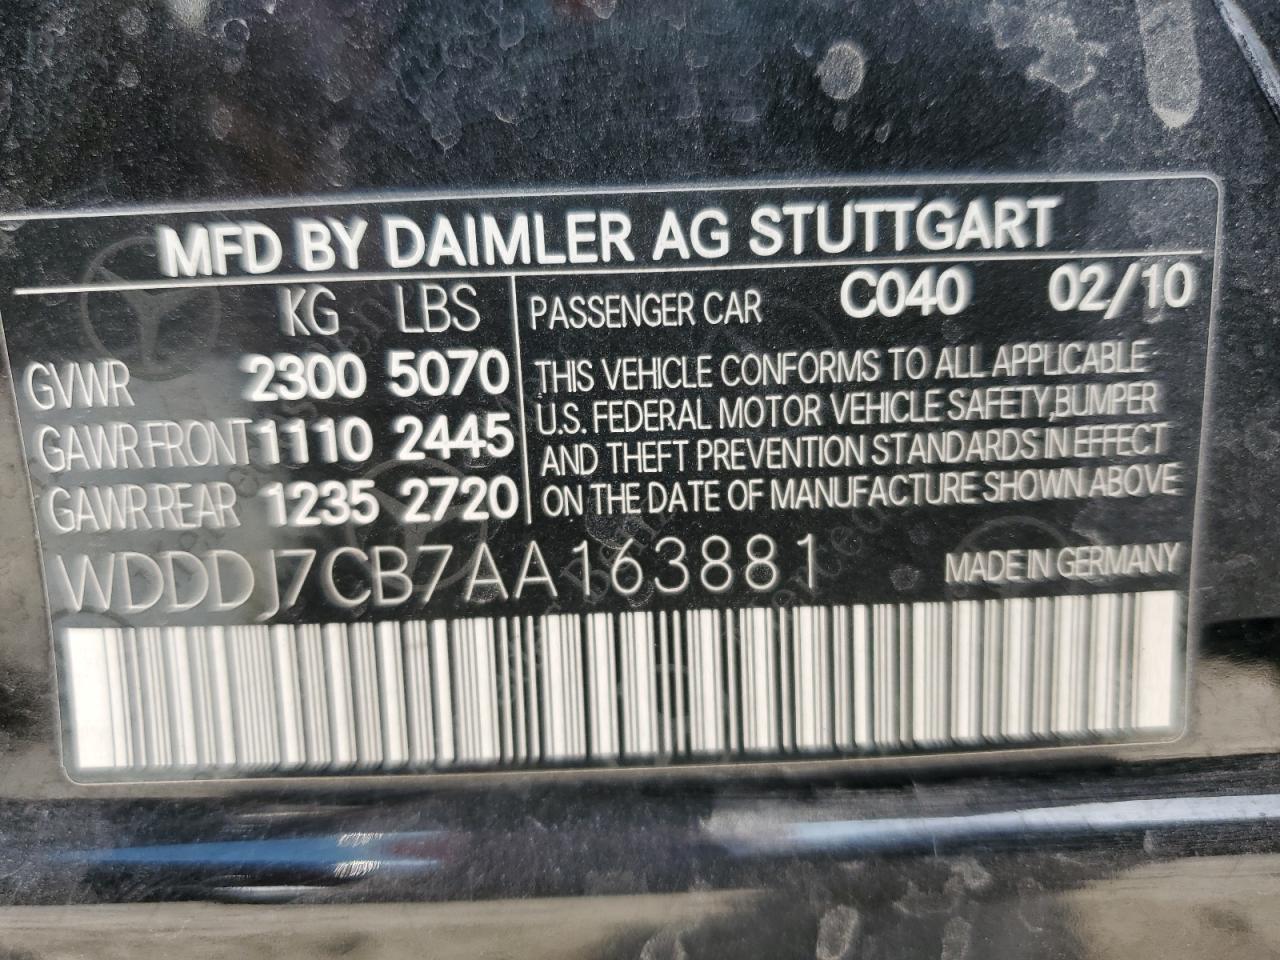 MFD BY DAIMLER AG STUTTGART
KG LBS
GVWR 2300 5070
GAWR FRONT 1110 2445
GAWR REAR 1235 2720
PASSENGER CAR C040 02/10
THIS VEHICLE CONFORMS TO ALL APPLICABLE
U.S. FEDERAL MOTOR VEHICLE SAFETY,BUMPER
AND THEFT PREVENTION STANDARDS IN EFFECT
ON THE DATE OF MANUFACTURE SHOWN ABOVE
WDDDJ7CB7AA163881 MADE IN GERMANY